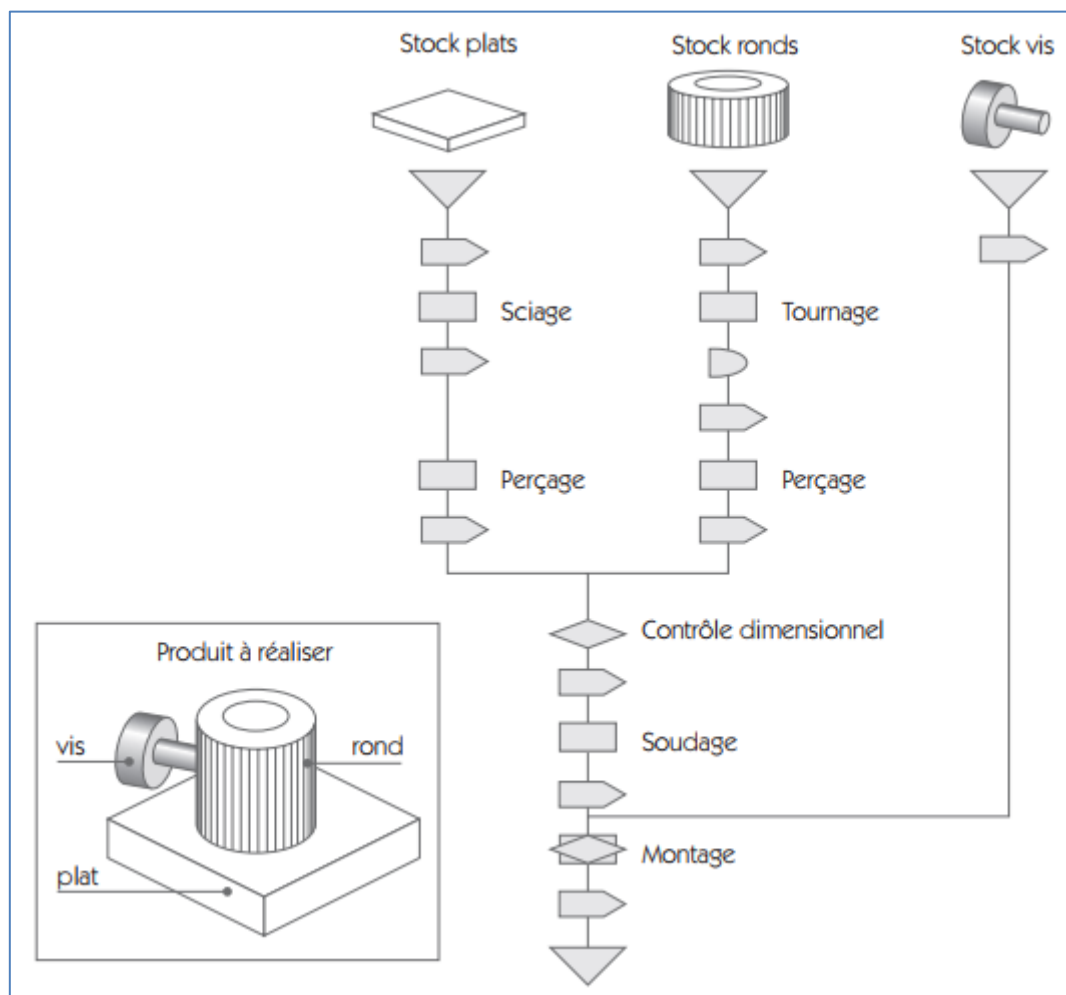 Stock plats
Stock ronds
Stock vis
Sciage
Tournage
Perçage
Perçage
Contrôle dimensionnel
Soudage
Montage
Produit à réaliser
vis
rond
plat